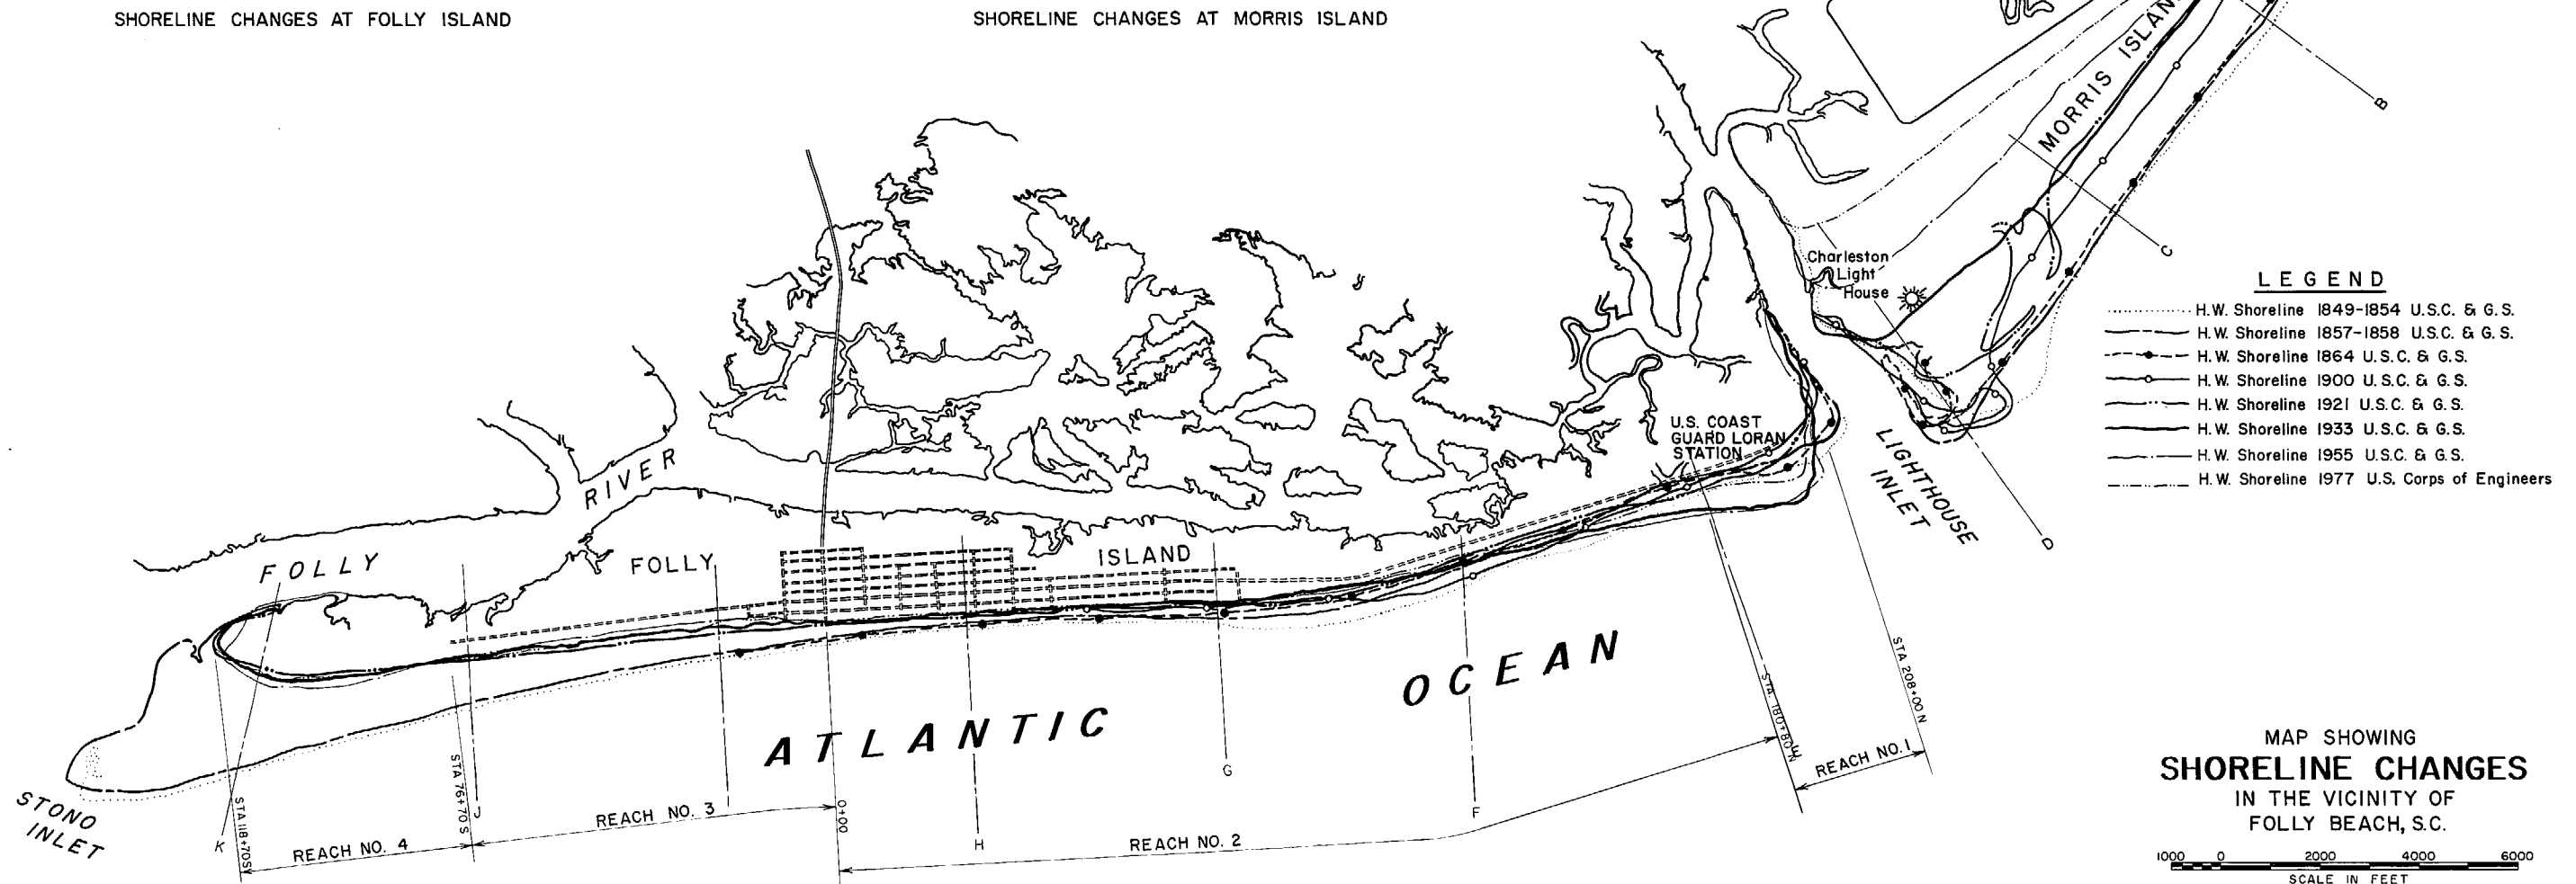 SHORELINE CHANGES AT FOLLY ISLAND
SHORELINE CHANGES AT MORRIS ISLAND
MORRIS ISLAN
B
C
Charleston
Light
House
LEGEND
H.W. Shoreline 1849-1854 U.S.C. & G.S.
H.W. Shoreline 1857-1858 U.S.C. & G.S.
H.W. Shoreline 1864 U.S.C. & G.S.
H.W. Shoreline 1900 U.S.C. & G.S.
H.W. Shoreline 1921 U.S.C. & G.S.
H.W. Shoreline 1933 U.S.C. & G.S.
H.W. Shoreline 1955 U.S.C. & G.S.
H.W. Shoreline 1977 U.S. Corps of Engineers
U.S. COAST
GUARD LORAN
STATION
LIGHTHOUSE
INLET
D
FOLLY RIVER
FOLLY ISLAND
ATLANTIC OCEAN
STONO
INLET
K
STA 118+70S
REACH NO. 4
STA 76+70 S
J
REACH NO. 3
0+00
H
REACH NO. 2
G
F
STA. 180+80 N
REACH NO. 1
STA 208+00 N
MAP SHOWING
SHORELINE CHANGES
IN THE VICINITY OF
FOLLY BEACH, S.C.
1000 0 2000 4000 6000
SCALE IN FEET